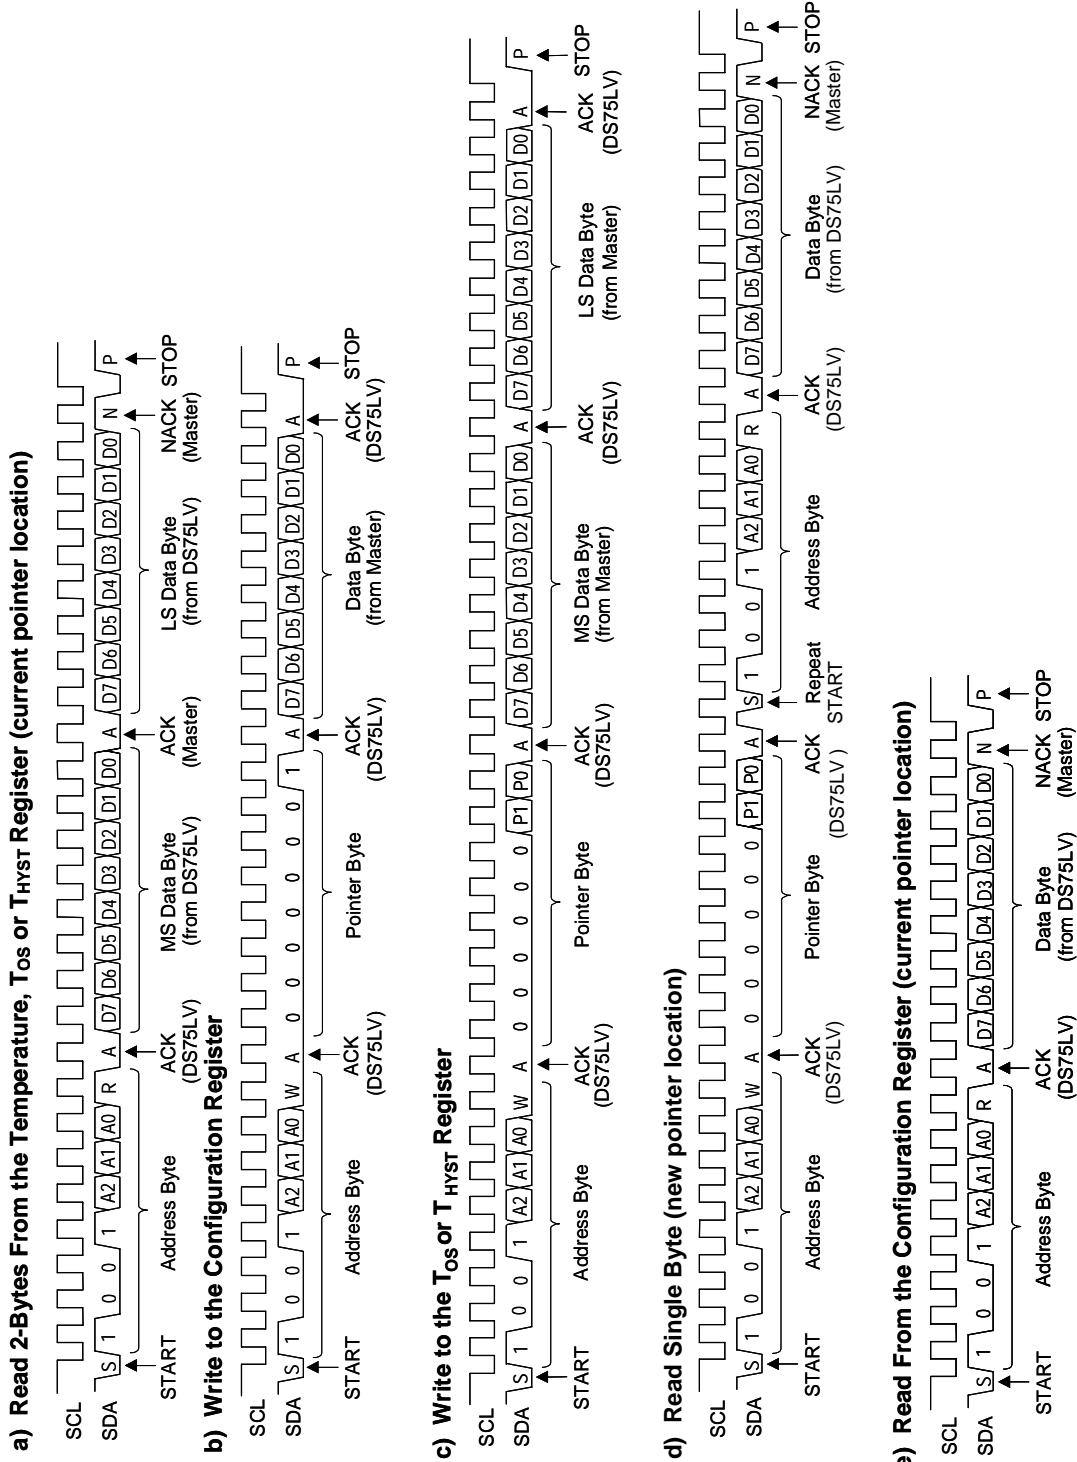 a) Read 2-Bytes From the Temperature, TOS or THYST Register (current pointer location)
SCL
SDA
S 1 0 0 1 A2 A1 A0 R A D7 D6 D5 D4 D3 D2 D1 D0 A D7 D6 D5 D4 D3 D2 D1 D0 N P
START
Address Byte
ACK
(DS75LV)
MS Data Byte
(from DS75LV)
ACK
(Master)
LS Data Byte
(from DS75LV)
NACK
(Master)
STOP
b) Write to the Configuration Register
SCL
SDA
S 1 0 0 1 A2 A1 A0 W A 0 0 0 0 0 0 0 1 A D7 D6 D5 D4 D3 D2 D1 D0 A P
START
Address Byte
ACK
(DS75LV)
Pointer Byte
ACK
(DS75LV)
Data Byte
(from Master)
ACK
(DS75LV)
STOP
c) Write to the TOS or T HYST Register
SCL
SDA
S 1 0 0 1 A2 A1 A0 W A 0 0 0 0 0 0 P1 P0 A D7 D6 D5 D4 D3 D2 D1 D0 A D7 D6 D5 D4 D3 D2 D1 D0 A P
START
Address Byte
ACK
(DS75LV)
Pointer Byte
ACK
(DS75LV)
MS Data Byte
(from Master)
ACK
(DS75LV)
LS Data Byte
(from Master)
ACK
(DS75LV)
STOP
d) Read Single Byte (new pointer location)
SCL
SDA
S 1 0 0 1 A2 A1 A0 W A 0 0 0 0 0 0 P1 P0 A S 1 0 0 1 A2 A1 A0 R A D7 D6 D5 D4 D3 D2 D1 D0 N P
START
Address Byte
ACK
(DS75LV)
Pointer Byte
ACK
(DS75LV )
Repeat
START
Address Byte
ACK
(DS75LV)
Data Byte
(from DS75LV)
NACK
(Master)
STOP
e) Read From the Configuration Register (current pointer location)
SCL
SDA
S 1 0 0 1 A2 A1 A0 R A D7 D6 D5 D4 D3 D2 D1 D0 N P
START
Address Byte
ACK
(DS75LV)
Data Byte
(from DS75LV)
NACK
(Master)
STOP